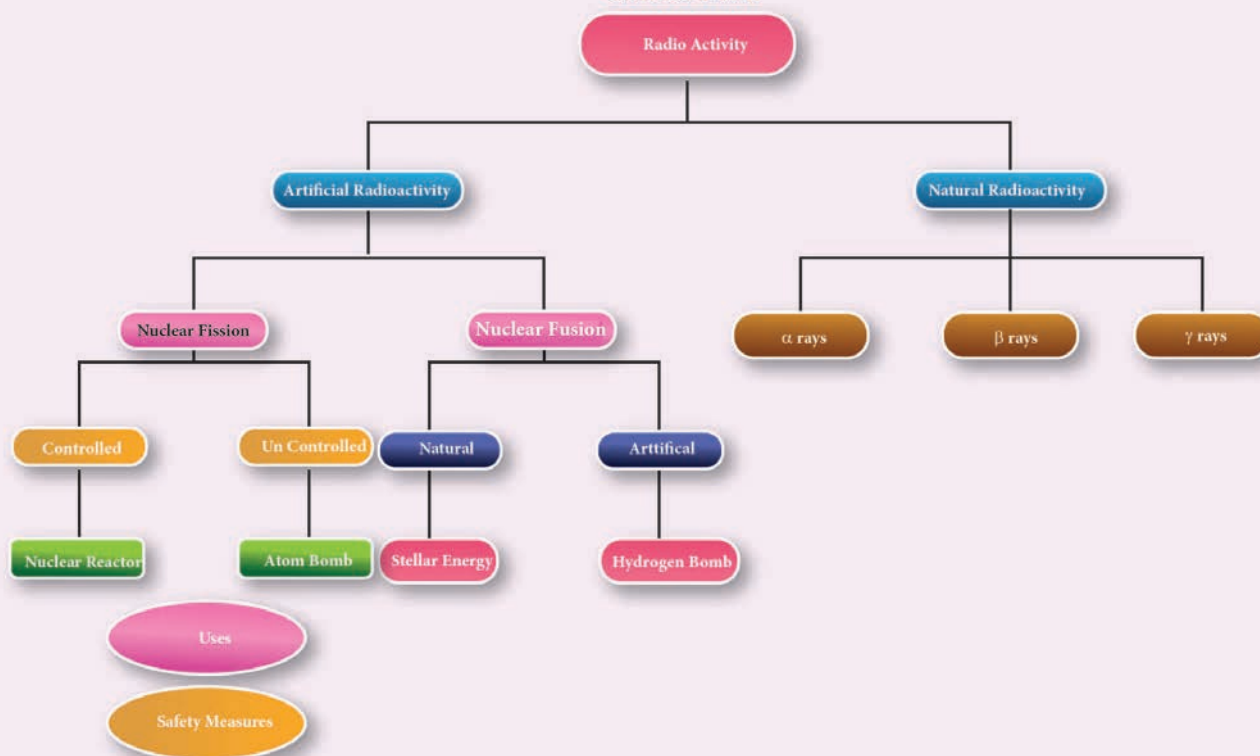 Radio Activity
Artificial Radioactivity
Natural Radioactivity
Nuclear Fission
Nuclear Fusion
α rays
β rays
γ rays
Controlled
Un Controlled
Natural
Arttifical
Nuclear Reactor
Atom Bomb
Stellar Energy
Hydrogen Bomb
Uses
Safety Measures